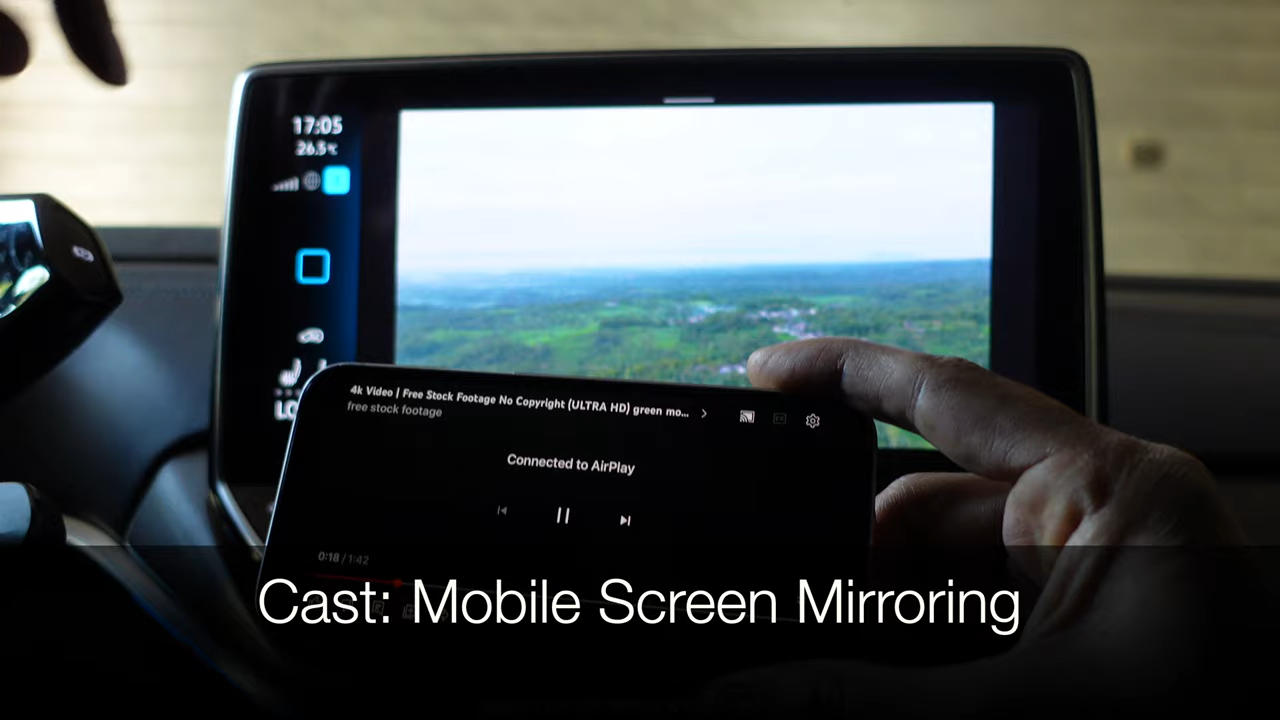 17:05
26.5°C
LO
4k Video | Free Stock Footage No Copyright (ULTRA HD) green mo...
free stock footage
Connected to AirPlay
0:18 / 1:42
Cast: Mobile Screen Mirroring